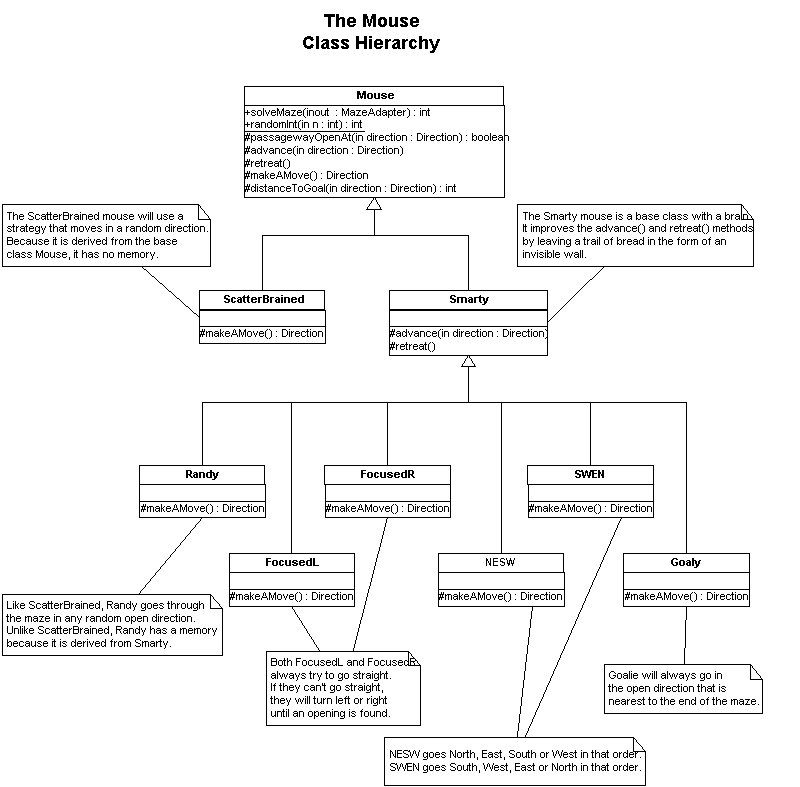 The Mouse
Class Hierarchy
Mouse
+solveMaze(inout : MazeAdapter) : int
+randomInt(in n : int) : int
#passagewayOpenAt(in direction : Direction) : boolean
#advance(in direction : Direction)
#retreat()
#makeAMove() : Direction
#distanceToGoal(in direction : Direction) : int
The ScatterBrained mouse will use a
strategy that moves in a random direction.
Because it is derived from the base
class Mouse, it has no memory.
The Smarty mouse is a base class with a brain.
It improves the advance() and retreat() methods
by leaving a trail of bread in the form of an
invisible wall.
ScatterBrained
#makeAMove() : Direction
Smarty
#advance(in direction : Direction)
#retreat()
Randy
#makeAMove() : Direction
FocusedR
#makeAMove() : Direction
SWEN
#makeAMove() : Direction
FocusedL
#makeAMove() : Direction
NESW
#makeAMove() : Direction
Goaly
#makeAMove() : Direction
Like ScatterBrained, Randy goes through
the maze in any random open direction.
Unlike ScatterBrained, Randy has a memory
because it is derived from Smarty.
Both FocusedL and FocusedR
always try to go straight.
If they can't go straight,
they will turn left or right
until an opening is found.
Goalie will always go in
the open direction that is
nearest to the end of the maze.
NESW goes North, East, South or West in that order.
SWEN goes South, West, East or North in that order.